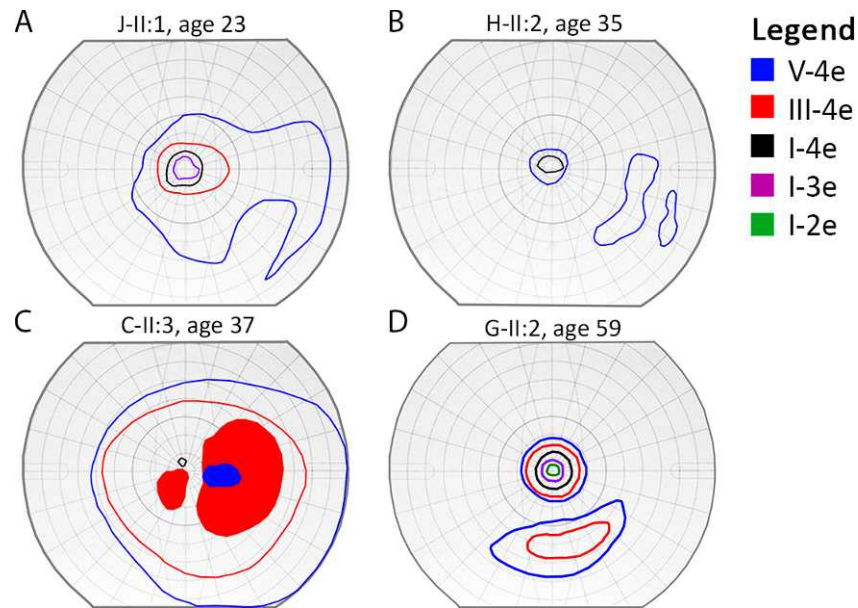 A
J-II:1, age 23
B
H-II:2, age 35
Legend
V-4e
III-4e
I-4e
I-3e
I-2e
C
C-II:3, age 37
D
G-II:2, age 59